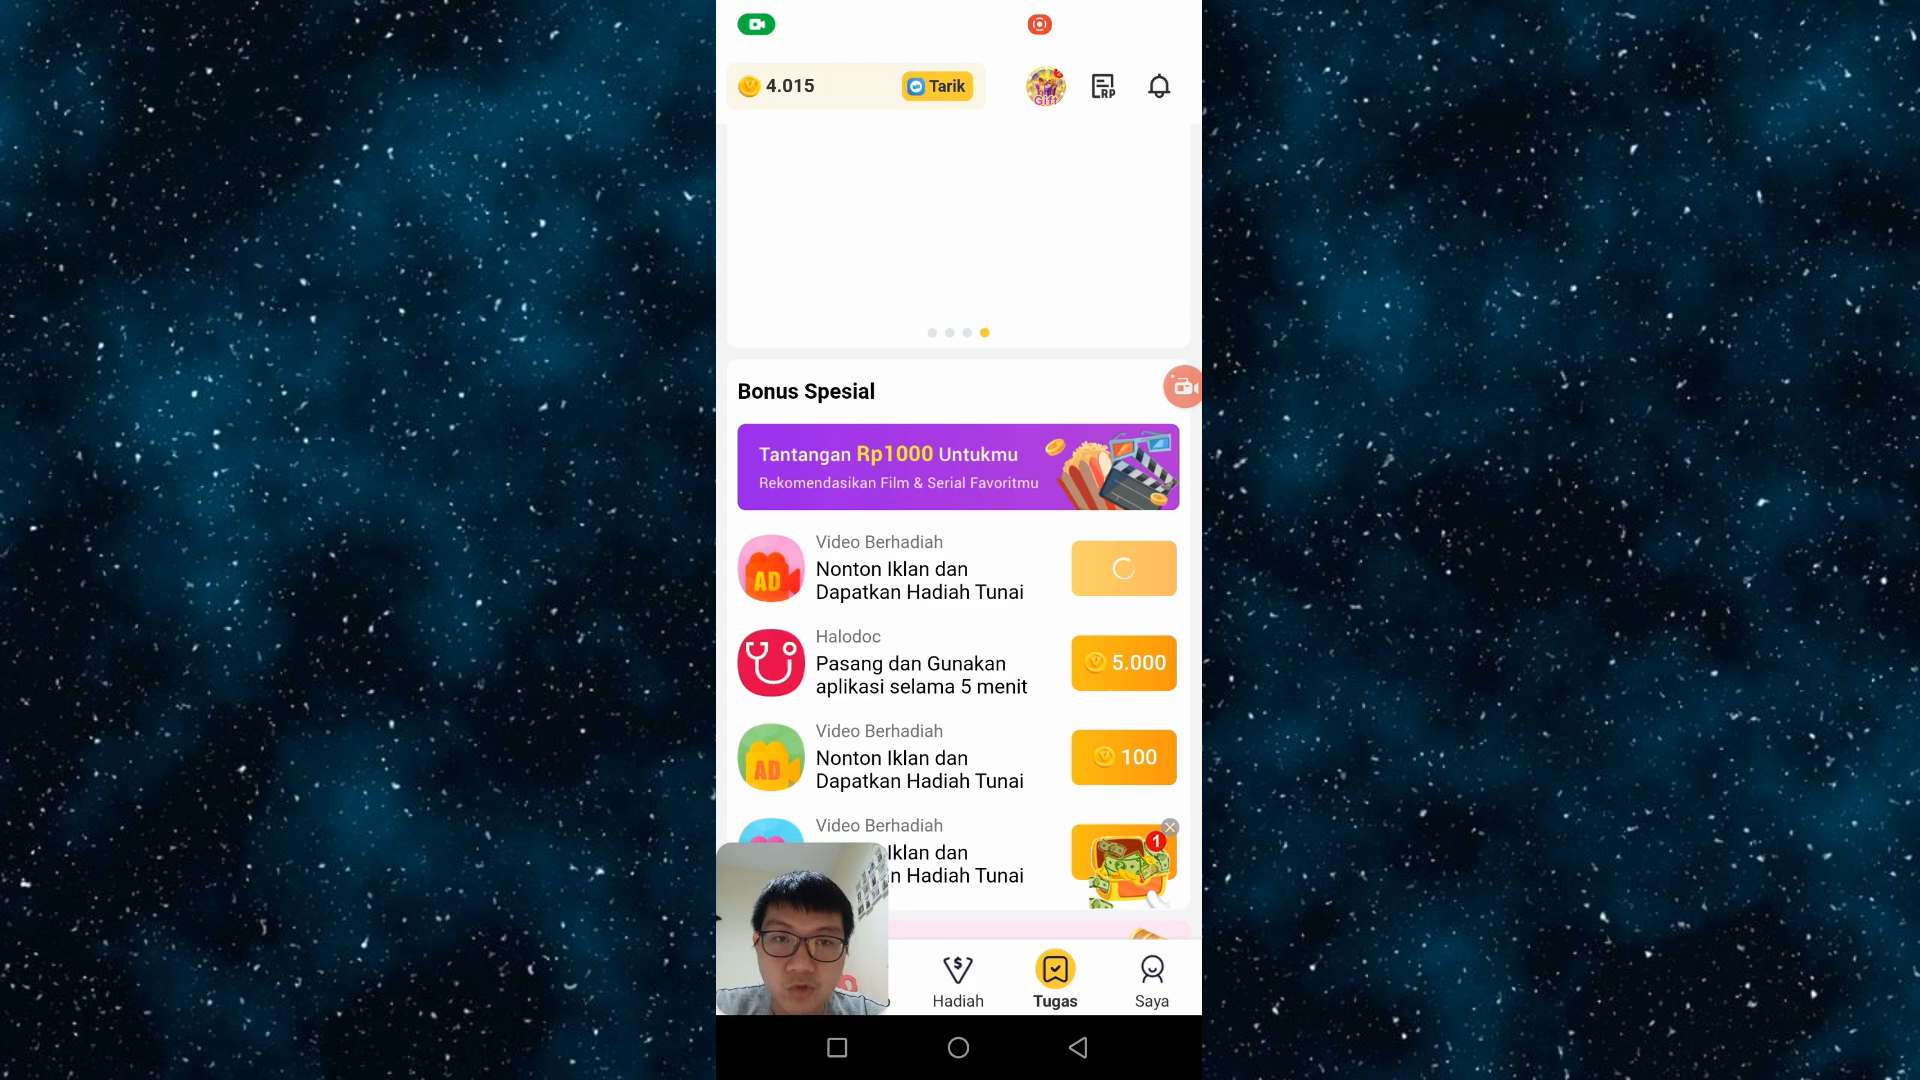 4.015
Tarik
Gift
RP
Bonus Spesial
Tantangan Rp1000 Untukmu
Rekomendasikan Film & Serial Favoritmu
AD
Video Berhadiah
Nonton Iklan dan
Dapatkan Hadiah Tunai
Halodoc
Pasang dan Gunakan
aplikasi selama 5 menit
5.000
AD
Video Berhadiah
Nonton Iklan dan
Dapatkan Hadiah Tunai
100
Video Berhadiah
Iklan dan
n Hadiah Tunai
1
Hadiah
Tugas
Saya